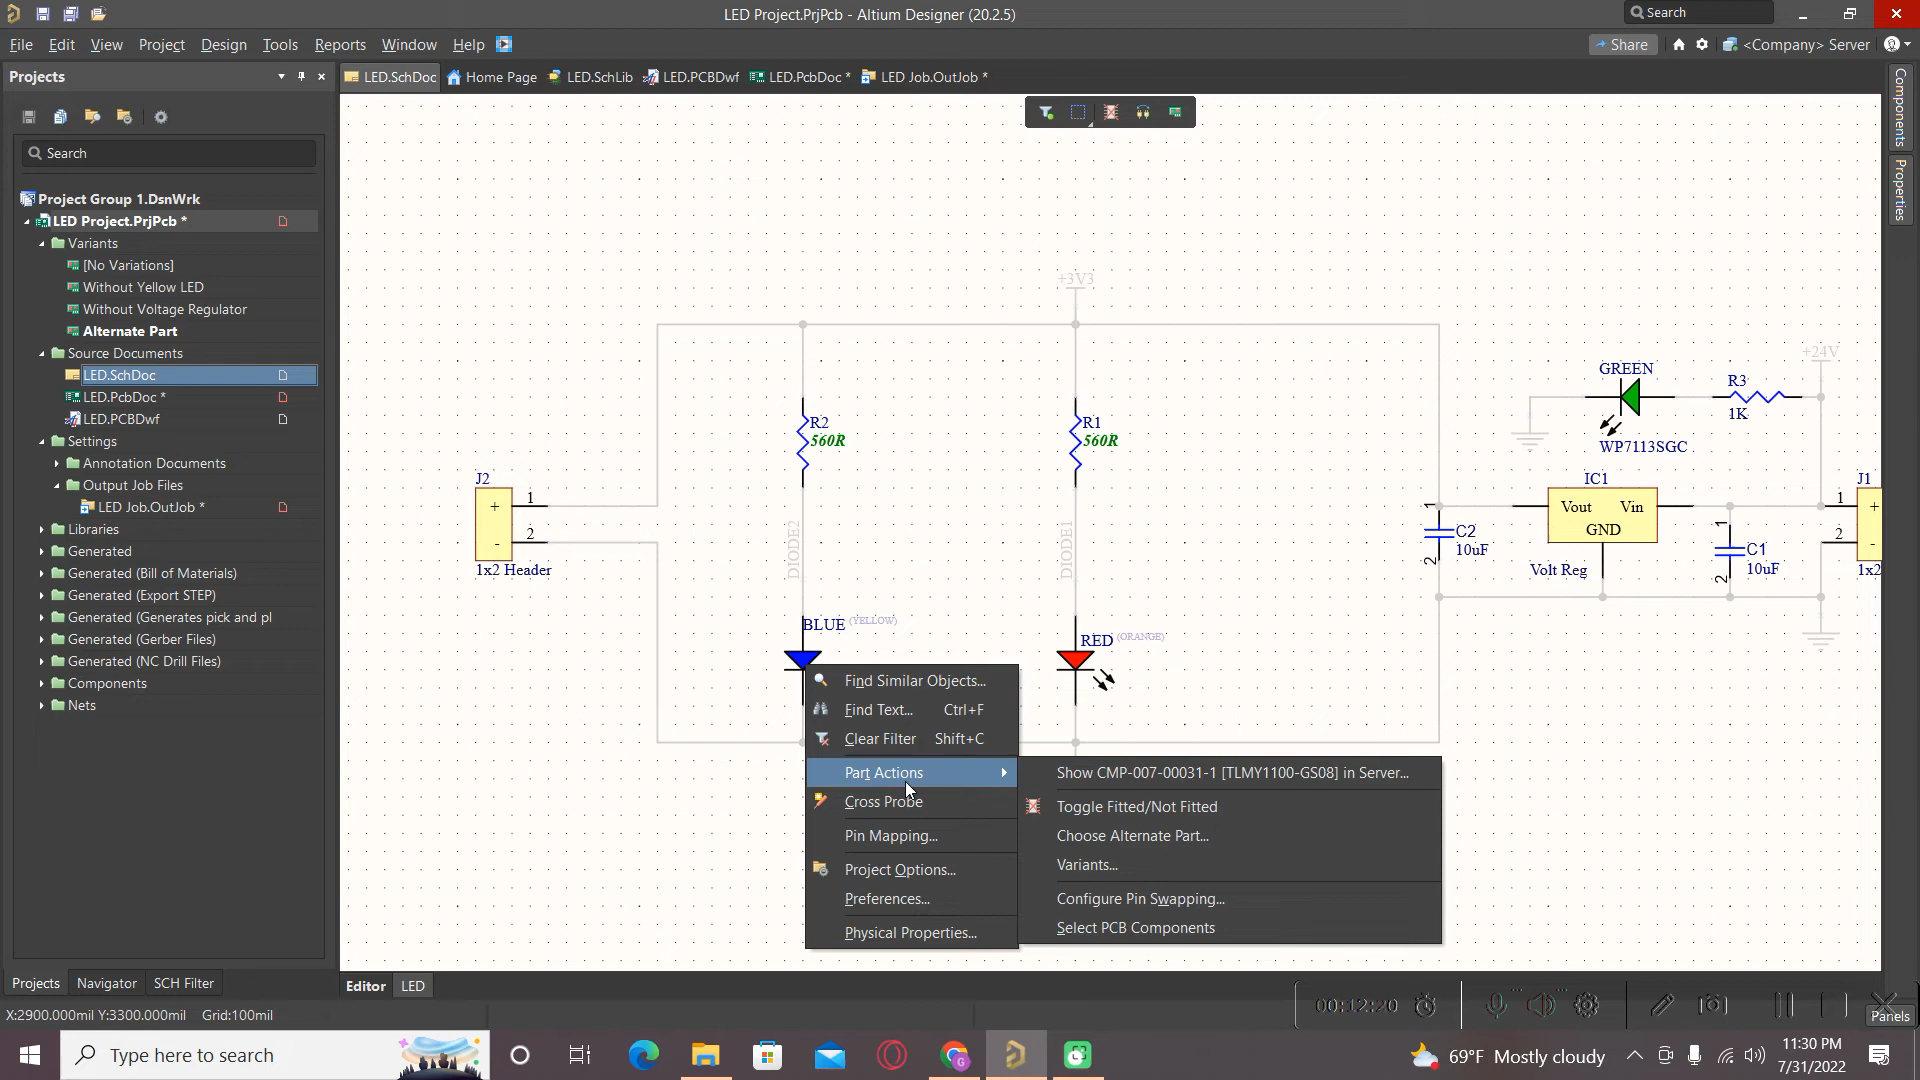 LED Project.PrjPcb - Altium Designer (20.2.5)
Search
File Edit View Project Design Tools Reports Window Help
Share
<Company> Server
Projects
LED.SchDoc Home Page LED.SchLib LED.PCBDwf LED.PcbDoc * LED Job.OutJob *
Components
Properties
Search
Project Group 1.DsnWrk
LED Project.PrjPcb *
Variants
[No Variations]
Without Yellow LED
Without Voltage Regulator
Alternate Part
Source Documents
LED.SchDoc
LED.PcbDoc *
LED.PCBDwf
Settings
Annotation Documents
Output Job Files
LED Job.OutJob *
Libraries
Generated
Generated (Bill of Materials)
Generated (Export STEP)
Generated (Generates pick and pl
Generated (Gerber Files)
Generated (NC Drill Files)
Components
Nets
+3V3
+24V
GREEN
R3
1K
WP7113SGC
R2
560R
R1
560R
J2
1
+
2
-
1x2 Header
DIODE2
DIODE1
1
C2
10uF
2
IC1
Vout Vin
GND
Volt Reg
1
C1
10uF
2
J1
1
+
2
-
1x2
BLUE (YELLOW)
RED (ORANGE)
Find Similar Objects...
Find Text... Ctrl+F
Clear Filter Shift+C
Part Actions
Cross Probe
Pin Mapping...
Project Options...
Preferences...
Physical Properties...
Show CMP-007-00031-1 [TLMY1100-GS08] in Server...
Toggle Fitted/Not Fitted
Choose Alternate Part...
Variants...
Configure Pin Swapping...
Select PCB Components
Projects Navigator SCH Filter
Editor LED
X:2900.000mil Y:3300.000mil Grid:100mil
00:12:20
Panels
Type here to search
69°F Mostly cloudy
11:30 PM
7/31/2022